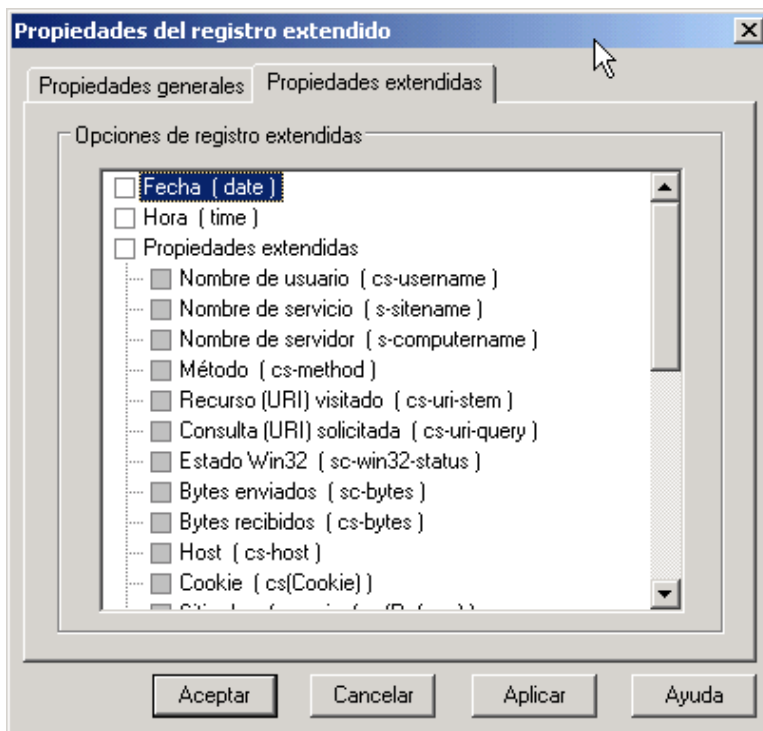 Propiedades del registro extendido
Propiedades generales
Propiedades extendidas
Opciones de registro extendidas
Fecha ( date )
Hora ( time )
Propiedades extendidas
Nombre de usuario ( cs-username )
Nombre de servicio ( s-sitename )
Nombre de servidor ( s-computername )
Método ( cs-method )
Recurso (URI) visitado ( cs-uri-stem )
Consulta (URI) solicitada ( cs-uri-query )
Estado Win32 ( sc-win32-status )
Bytes enviados ( sc-bytes )
Bytes recibidos ( cs-bytes )
Host ( cs-host )
Cookie ( cs(Cookie) )
Aceptar
Cancelar
Aplicar
Ayuda